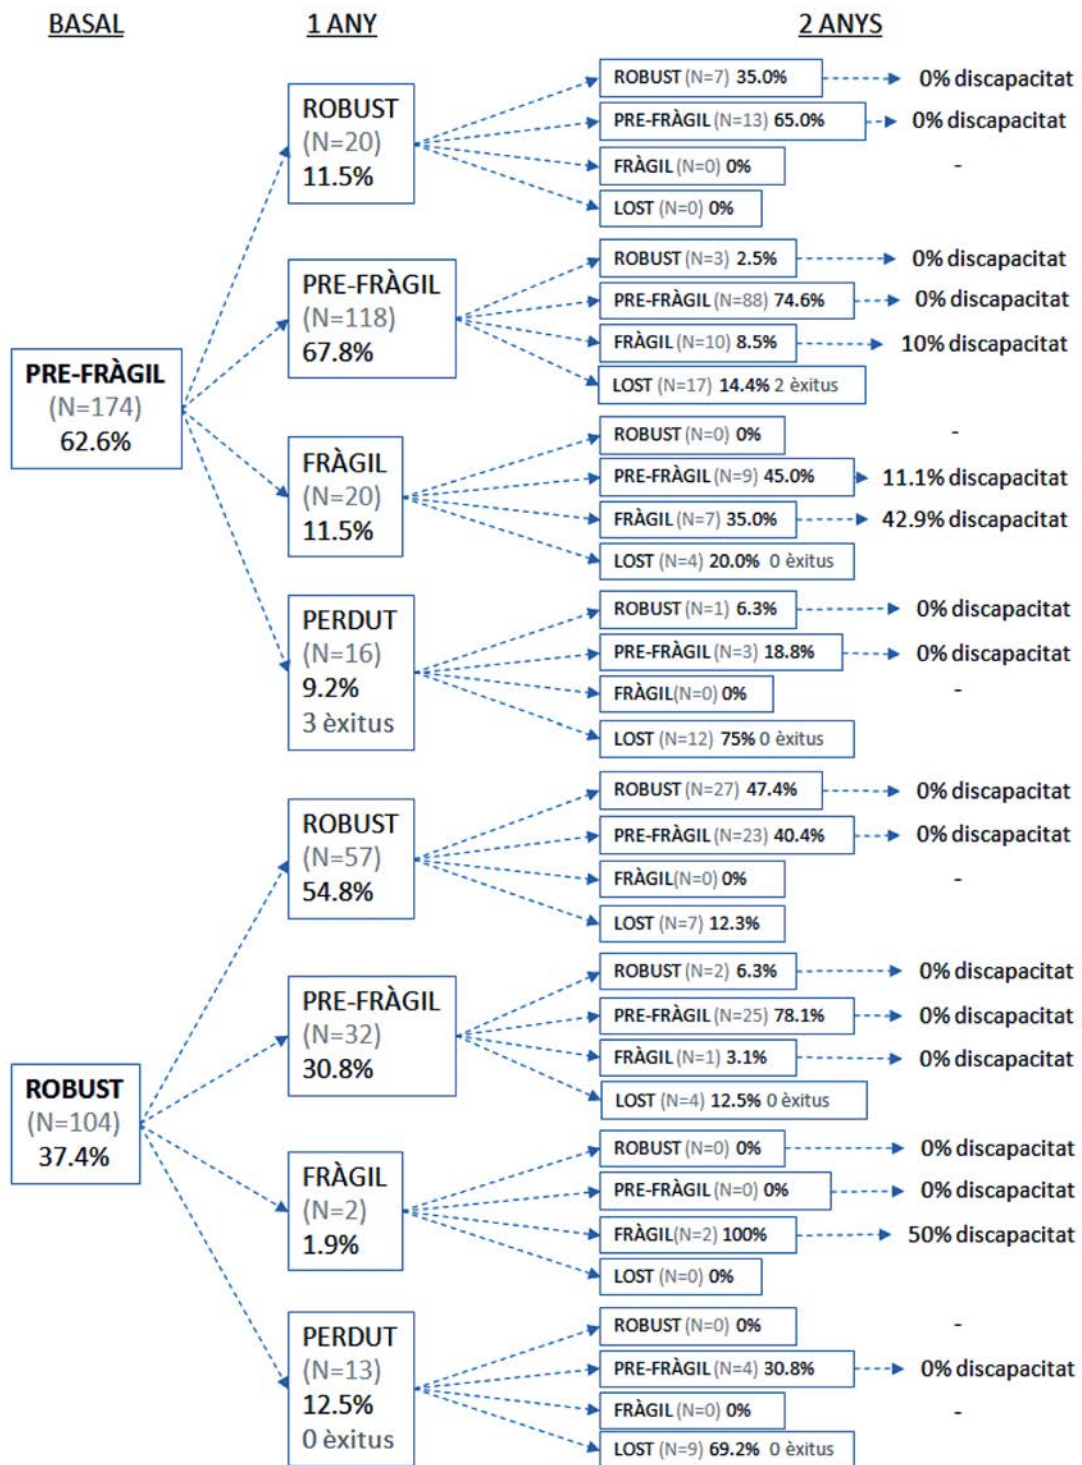 BASAL
1 ANY
2 ANYS
PRE-FRÀGIL
(N=174)
62.6%
ROBUST
(N=20)
11.5%
ROBUST (N=7) 35.0%
0% discapacitat
PRE-FRÀGIL (N=13) 65.0%
0% discapacitat
FRÀGIL (N=0) 0%
-
LOST (N=0) 0%
PRE-FRÀGIL
(N=118)
67.8%
ROBUST (N=3) 2.5%
0% discapacitat
PRE-FRÀGIL (N=88) 74.6%
0% discapacitat
FRÀGIL (N=10) 8.5%
10% discapacitat
LOST (N=17) 14.4% 2 èxitus
FRÀGIL
(N=20)
11.5%
ROBUST (N=0) 0%
-
PRE-FRÀGIL (N=9) 45.0%
11.1% discapacitat
FRÀGIL (N=7) 35.0%
42.9% discapacitat
LOST (N=4) 20.0% 0 èxitus
PERDUT
(N=16)
9.2%
3 èxitus
ROBUST (N=1) 6.3%
0% discapacitat
PRE-FRÀGIL (N=3) 18.8%
0% discapacitat
FRÀGIL(N=0) 0%
-
LOST (N=12) 75% 0 èxitus
ROBUST
(N=104)
37.4%
ROBUST
(N=57)
54.8%
ROBUST (N=27) 47.4%
0% discapacitat
PRE-FRÀGIL (N=23) 40.4%
0% discapacitat
FRÀGIL(N=0) 0%
-
LOST (N=7) 12.3%
PRE-FRÀGIL
(N=32)
30.8%
ROBUST (N=2) 6.3%
0% discapacitat
PRE-FRÀGIL (N=25) 78.1%
0% discapacitat
FRÀGIL (N=1) 3.1%
0% discapacitat
LOST (N=4) 12.5% 0 èxitus
FRÀGIL
(N=2)
1.9%
ROBUST (N=0) 0%
0% discapacitat
PRE-FRÀGIL (N=0) 0%
0% discapacitat
FRÀGIL(N=2) 100%
50% discapacitat
LOST (N=0) 0%
PERDUT
(N=13)
12.5%
0 èxitus
ROBUST (N=0) 0%
-
PRE-FRÀGIL (N=4) 30.8%
0% discapacitat
FRÀGIL (N=0) 0%
-
LOST (N=9) 69.2% 0 èxitus